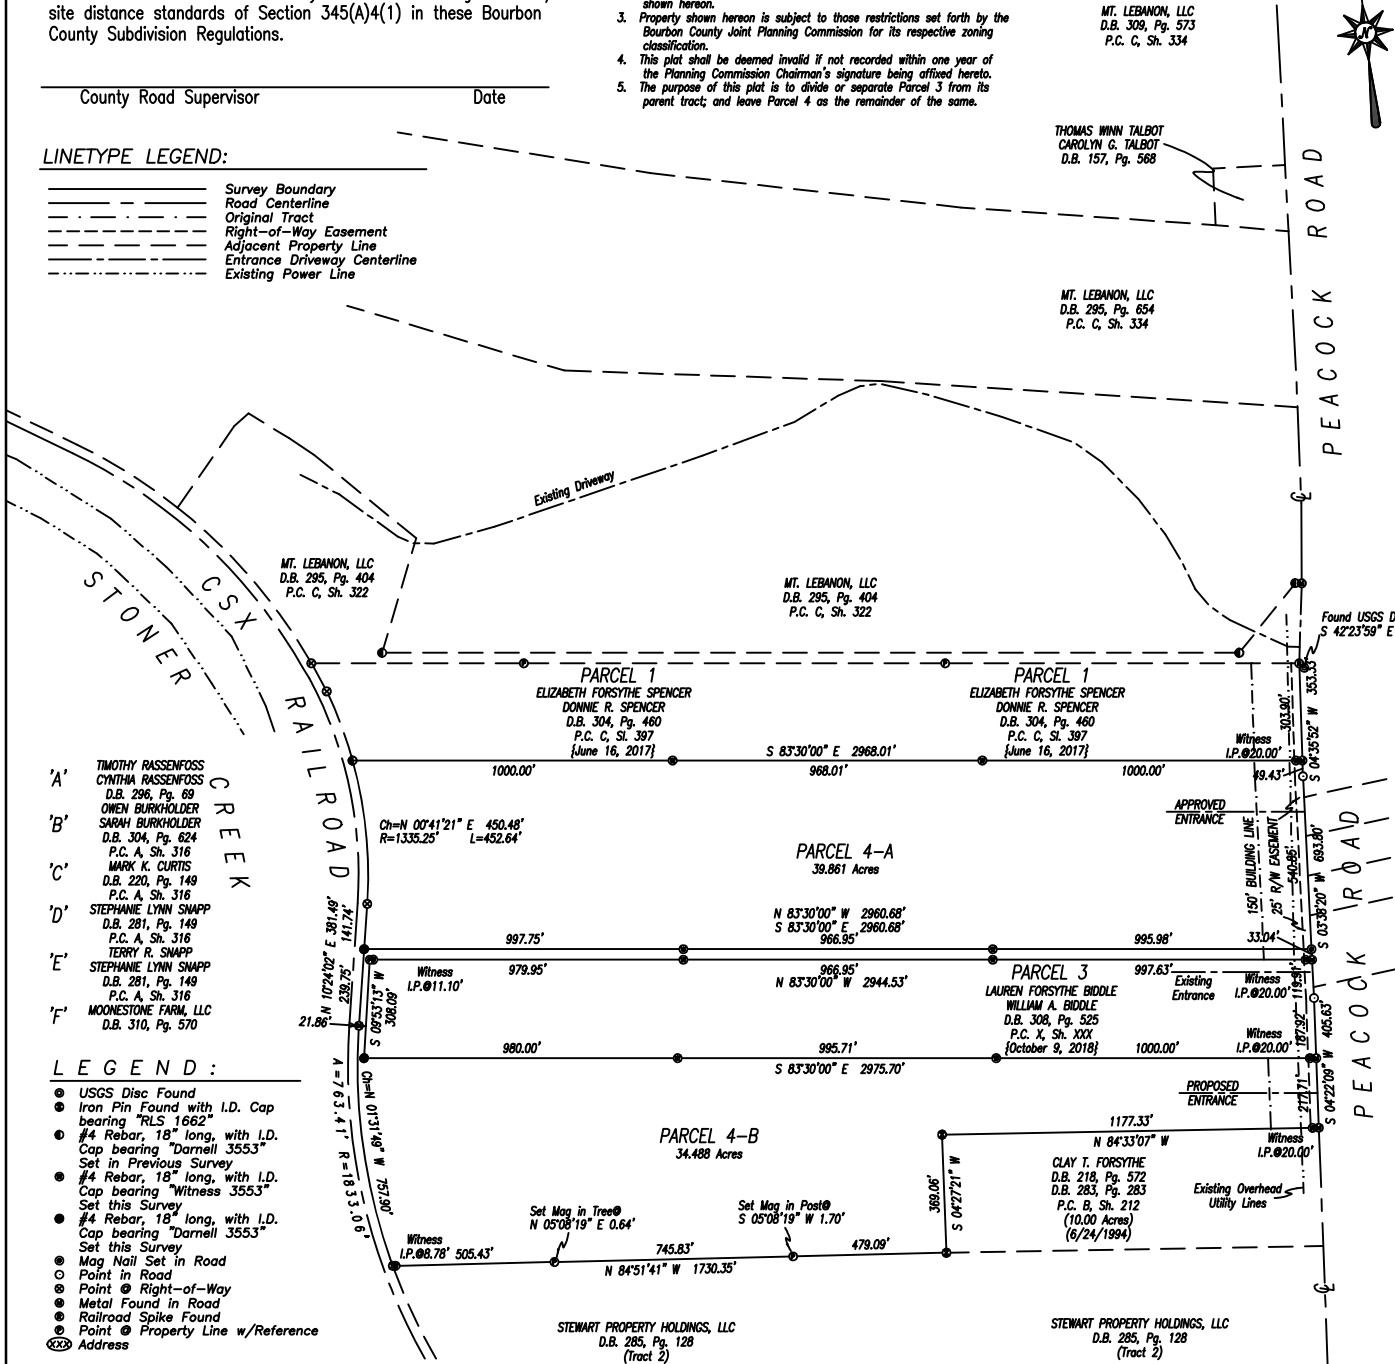 site distance standards of Section 345(A)4(1) in these Bourbon
County Subdivision Regulations.
County Road Supervisor Date
shown hereon.
3. Property shown hereon is subject to those restrictions set forth by the
Bourbon County Joint Planning Commission for its respective zoning
classification.
4. This plat shall be deemed invalid if not recorded within one year of
the Planning Commission Chairman's signature being affixed hereto.
5. The purpose of this plat is to divide or separate Parcel 3 from its
parent tract; and leave Parcel 4 as the remainder of the same.
MT. LEBANON, LLC
D.B. 309, Pg. 573
P.C. C, Sh. 334
N
LINETYPE LEGEND:
Survey Boundary
Road Centerline
Original Tract
Right-of-Way Easement
Adjacent Property Line
Entrance Driveway Centerline
Existing Power Line
THOMAS WINN TALBOT
CAROLYN G. TALBOT
D.B. 157, Pg. 568
PEACOCK ROAD
MT. LEBANON, LLC
D.B. 295, Pg. 654
P.C. C, Sh. 334
Existing Driveway
MT. LEBANON, LLC
D.B. 295, Pg. 404
P.C. C, Sh. 322
MT. LEBANON, LLC
D.B. 295, Pg. 404
P.C. C, Sh. 322
STONER CREEK
CSX RAILROAD
Found USGS D
S 42°23'59" E
PARCEL 1
ELIZABETH FORSYTHE SPENCER
DONNIE R. SPENCER
D.B. 304, Pg. 460
P.C. C, Sl. 397
{June 16, 2017}
PARCEL 1
ELIZABETH FORSYTHE SPENCER
DONNIE R. SPENCER
D.B. 304, Pg. 460
P.C. C, Sl. 397
{June 16, 2017}
353.33'
S 04°35'52" W
303.90'
Witness
I.P.@20.00'
49.43'
S 83°30'00" E 2968.01'
1000.00' 968.01' 1000.00'
'A' TIMOTHY RASSENFOSS
CYNTHIA RASSENFOSS
D.B. 296, Pg. 69
'B' OWEN BURKHOLDER
SARAH BURKHOLDER
D.B. 304, Pg. 624
P.C. A, Sh. 316
'C' MARK K. CURTIS
D.B. 220, Pg. 149
P.C. A, Sh. 316
'D' STEPHANIE LYNN SNAPP
D.B. 281, Pg. 149
P.C. A, Sh. 316
'E' TERRY R. SNAPP
STEPHANIE LYNN SNAPP
D.B. 281, Pg. 149
P.C. A, Sh. 316
'F' MOONESTONE FARM, LLC
D.B. 310, Pg. 570
Ch=N 00°41'21" E 450.48'
R=1335.25' L=452.64'
APPROVED
ENTRANCE
150' BUILDING LINE
25' R/W EASEMENT
540.85'
S 03°38'20" W 693.80'
PEACOCK ROAD
PARCEL 4-A
39.861 Acres
N 83°30'00" W 2960.68'
S 83°30'00" E 2960.68'
997.75' 966.95' 995.98' 33.04'
N 10°24'02" E 381.49'
141.74'
239.75'
21.86'
S 09°53'13" W
308.09'
Witness
I.P.@11.10'
979.95' 966.95' 997.63'
N 83°30'00" W 2944.53'
PARCEL 3
LAUREN FORSYTHE BIDDLE
WILLIAM A. BIDDLE
D.B. 308, Pg. 525
P.C. X, Sh. XXX
{October 9, 2018}
Existing
Entrance
Witness
I.P.@20.00'
119.91'
187.92'
S 04°22'09" W 405.63'
Witness
I.P.@20.00'
980.00' 995.71' 1000.00'
S 83°30'00" E 2975.70'
PROPOSED
ENTRANCE
217.71'
LEGEND:
USGS Disc Found
Iron Pin Found with I.D. Cap
bearing "RLS 1662"
#4 Rebar, 18" long, with I.D.
Cap bearing "Darnell 3553"
Set in Previous Survey
#4 Rebar, 18" long, with I.D.
Cap bearing "Witness 3553"
Set this Survey
#4 Rebar, 18" long, with I.D.
Cap bearing "Darnell 3553"
Set this Survey
Mag Nail Set in Road
Point in Road
Point @ Right-of-Way
Metal Found in Road
Railroad Spike Found
Point @ Property Line w/Reference
XXX Address
A=763.41' R=1833.06'
Ch=N 01°31'49" W 757.90'
PARCEL 4-B
34.488 Acres
1177.33'
N 84°33'07" W
Witness
I.P.@20.00'
369.06'
S 04°27'21" W
CLAY T. FORSYTHE
D.B. 218, Pg. 572
D.B. 283, Pg. 283
P.C. B, Sh. 212
(10.00 Acres)
(6/24/1994)
Existing Overhead
Utility Lines
Set Mag in Tree@
N 05°08'19" E 0.64'
Set Mag in Post@
S 05°08'19" W 1.70'
Witness
I.P.@8.78' 505.43' 745.83' 479.09'
N 84°51'41" W 1730.35'
STEWART PROPERTY HOLDINGS, LLC
D.B. 285, Pg. 128
(Tract 2)
STEWART PROPERTY HOLDINGS, LLC
D.B. 285, Pg. 128
(Tract 2)